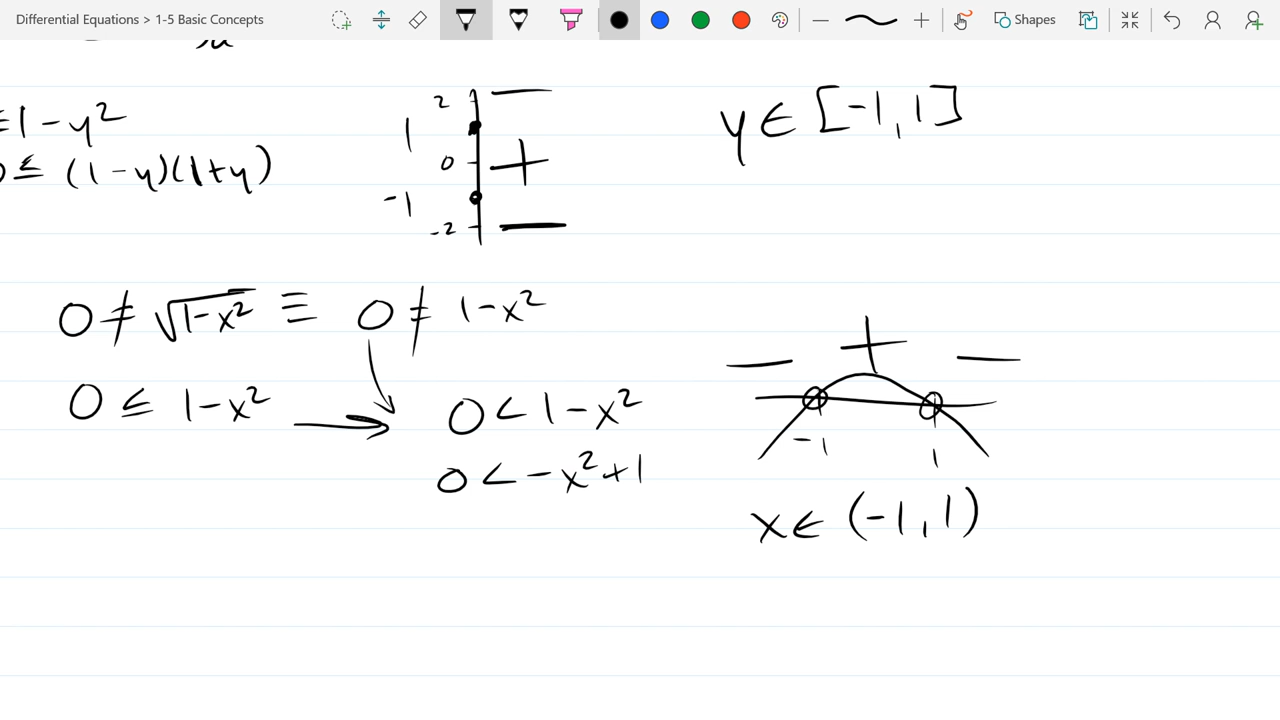 Differential Equations > 1-5 Basic Concepts
Shapes
≡ 1-y²
0 ≤ (1-y)(1+y)
2
1
0
-1
-2
+
y ∈ [-1,1]
0 ≠ √1-x² ≡ 0 ≠ 1-x²
0 ≤ 1-x² → 0 < 1-x²
0 < -x²+1
— + —
-1 1
x ∈ (-1,1)